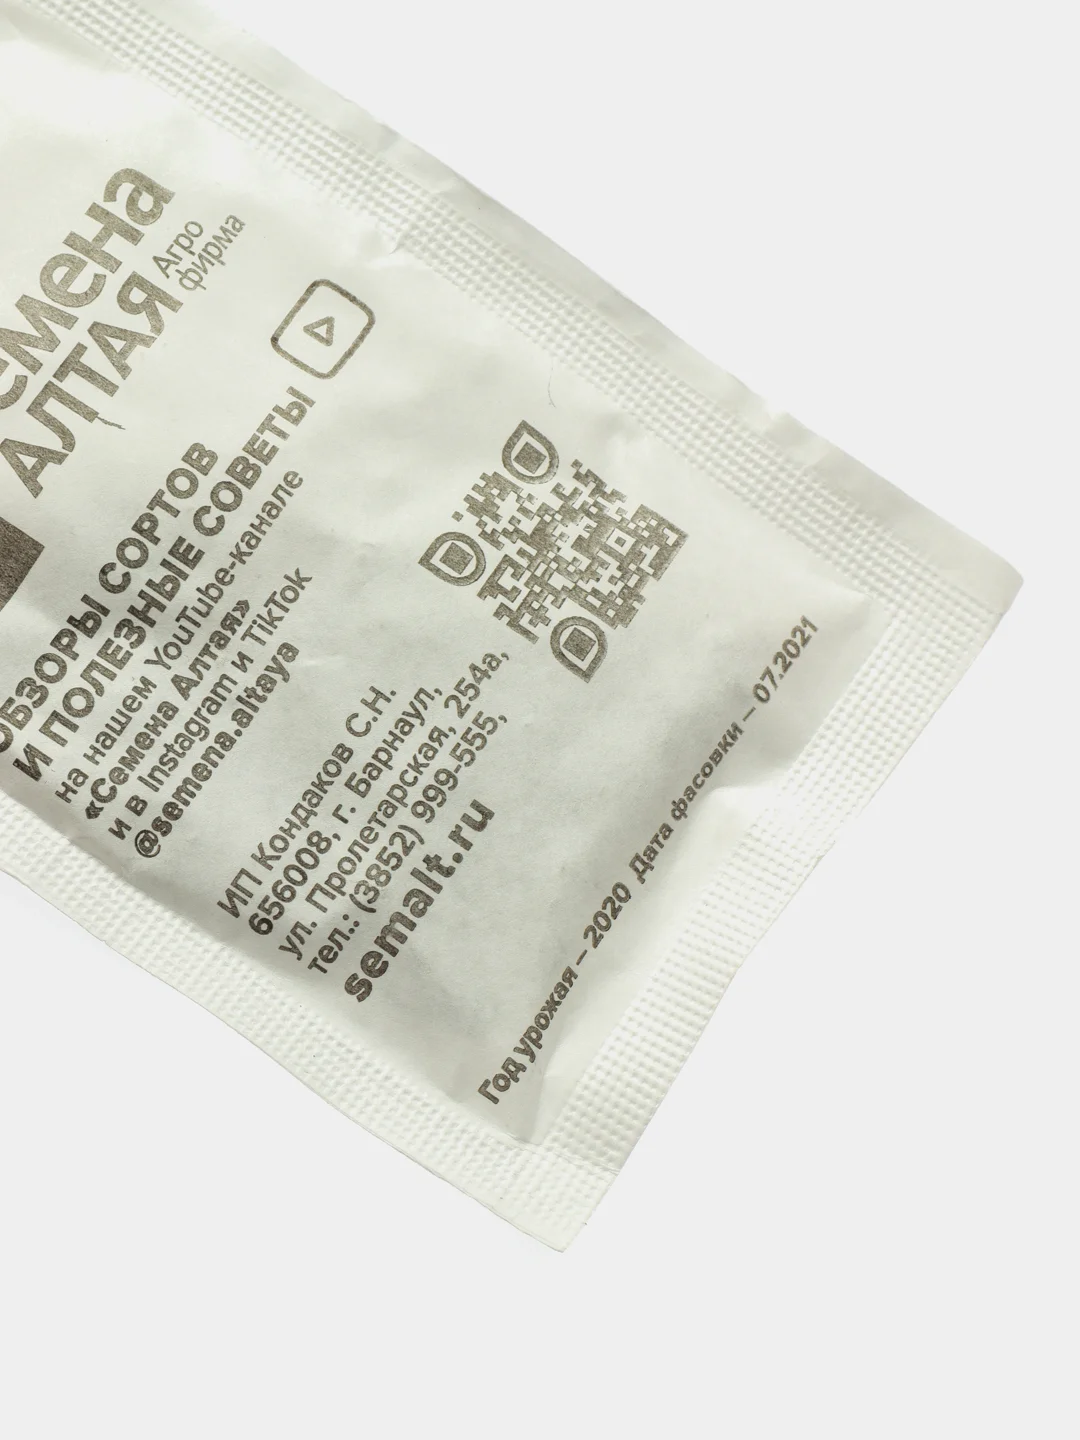 семена
АЛТАЯ
Агро
фирма
ОБЗОРЫ СОРТОВ
И ПОЛЕЗНЫЕ СОВЕТЫ
на нашем YouTube-канале
«Семена Алтая»
и в Instagram и TikTok
@semena.altaya
ИП Кондаков С.Н.
656008, г. Барнаул,
ул. Пролетарская, 254а,
тел.: (3852) 999-555,
semalt.ru
Год урожая – 2020 Дата фасовки – 07.2021